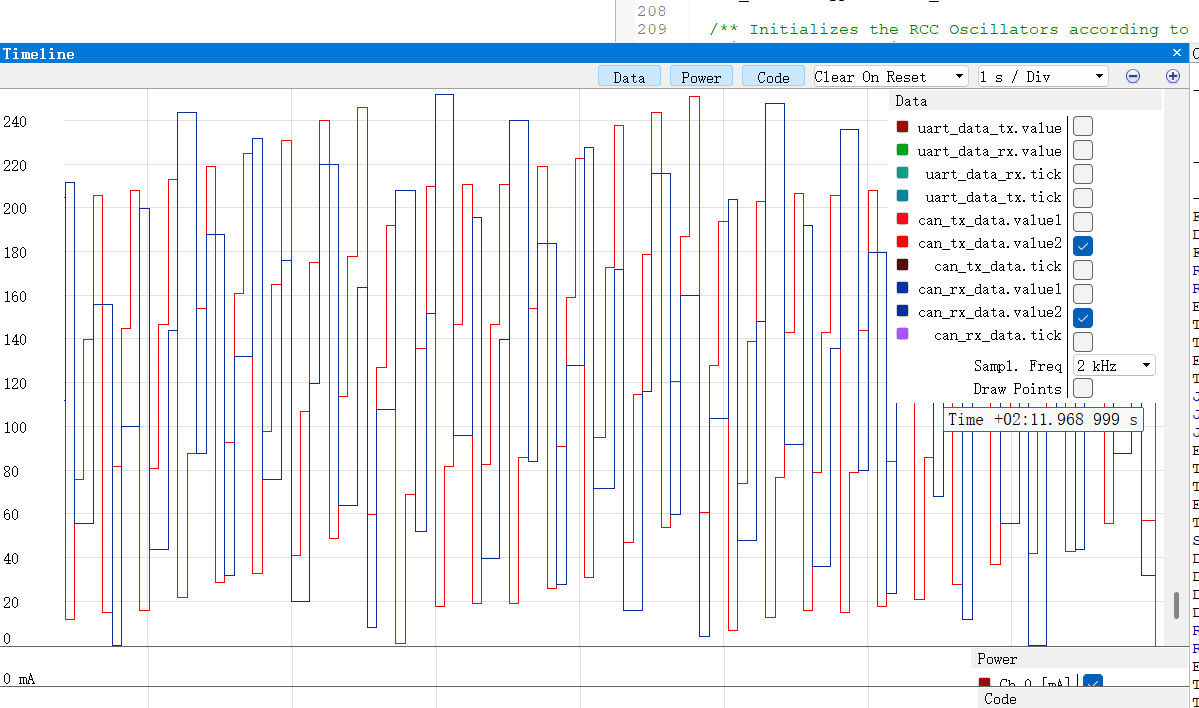 208
209 /** Initializes the RCC Oscillators according to
Timeline
Data Power Code Clear On Reset 1 s / Div
Data
240
uart_data_tx.value
uart_data_rx.value
220
uart_data_rx.tick
uart_data_tx.tick
200
can_tx_data.value1
can_tx_data.value2
180
can_tx_data.tick
160
can_rx_data.value1
can_rx_data.value2
140
can_rx_data.tick
Sampl. Freq 2 kHz
120
Draw Points
100
Time +02:11.968 999 s
80
60
40
20
0
Power
0 mA
Ch 0 [mA]
Code